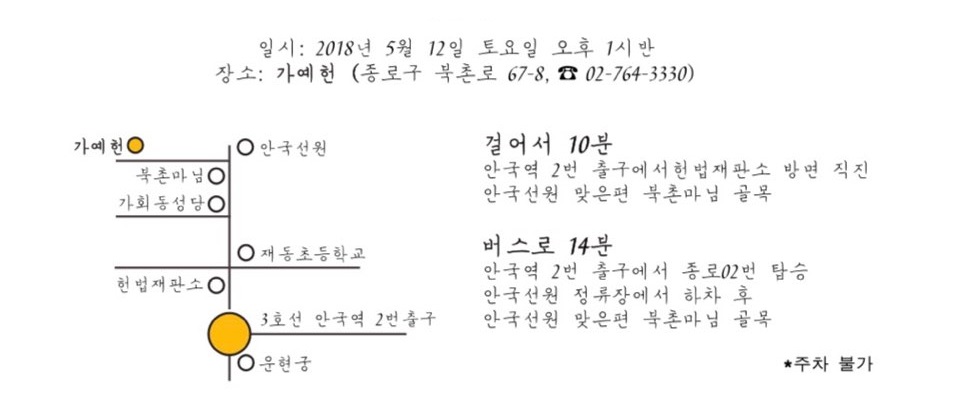 일시: 2018년 5월 12일 토요일 오후 1시반
장소: 가예헌 (종로구 북촌로 67-8, ☎ 02-764-3330)
가예헌
안국선원
북촌마님
가회동성당
재동초등학교
헌법재판소
3호선 안국역 2번출구
운현궁
걸어서 10분
안국역 2번 출구에서헌법재판소 방면 직진
안국선원 맞은편 북촌마님 골목
버스로 14분
안국역 2번 출구에서 종로02번 탑승
안국선원 정류장에서 하차 후
안국선원 맞은편 북촌마님 골목
*주차 불가